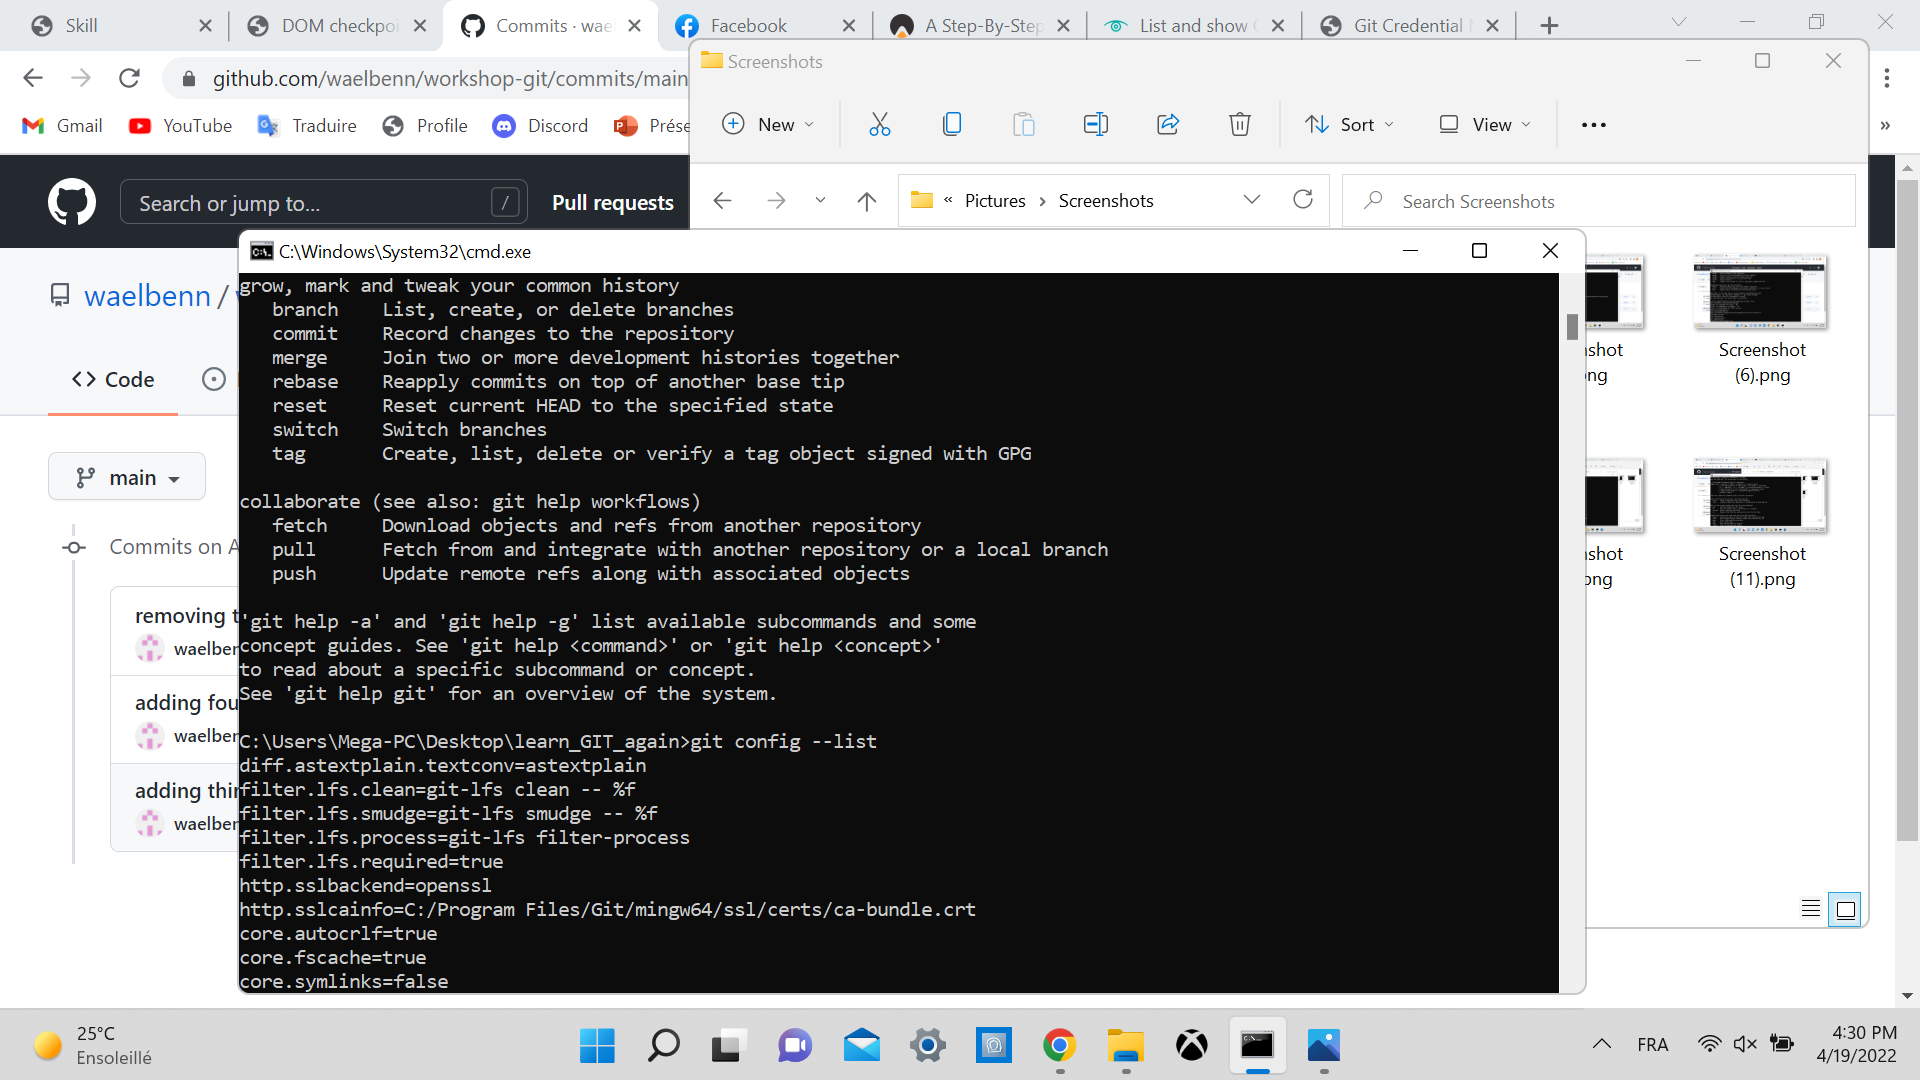 Skill
DOM checkpoi
Commits · wae
Facebook
A Step-By-Step
List and show
Git Credential
github.com/waelbenn/workshop-git/commits/main
Gmail
YouTube
Traduire
Profile
Discord
Prése
»
Screenshots
New
Sort
View
« Pictures > Screenshots
Search Screenshots
Search or jump to...
/
Pull requests
waelbenn /
Code
main
Commits on A
removing t
waelber
adding fou
waelber
adding thir
waelber
C:\Windows\System32\cmd.exe
grow, mark and tweak your common history
branch List, create, or delete branches
commit Record changes to the repository
merge Join two or more development histories together
rebase Reapply commits on top of another base tip
reset Reset current HEAD to the specified state
switch Switch branches
tag Create, list, delete or verify a tag object signed with GPG
collaborate (see also: git help workflows)
fetch Download objects and refs from another repository
pull Fetch from and integrate with another repository or a local branch
push Update remote refs along with associated objects
'git help -a' and 'git help -g' list available subcommands and some
concept guides. See 'git help <command>' or 'git help <concept>'
to read about a specific subcommand or concept.
See 'git help git' for an overview of the system.
C:\Users\Mega-PC\Desktop\learn_GIT_again>git config --list
diff.astextplain.textconv=astextplain
filter.lfs.clean=git-lfs clean -- %f
filter.lfs.smudge=git-lfs smudge -- %f
filter.lfs.process=git-lfs filter-process
filter.lfs.required=true
http.sslbackend=openssl
http.sslcainfo=C:/Program Files/Git/mingw64/ssl/certs/ca-bundle.crt
core.autocrlf=true
core.fscache=true
core.symlinks=false
shot
ng
Screenshot
(6).png
shot
ong
Screenshot
(11).png
25°C
Ensoleillé
FRA
4:30 PM
4/19/2022